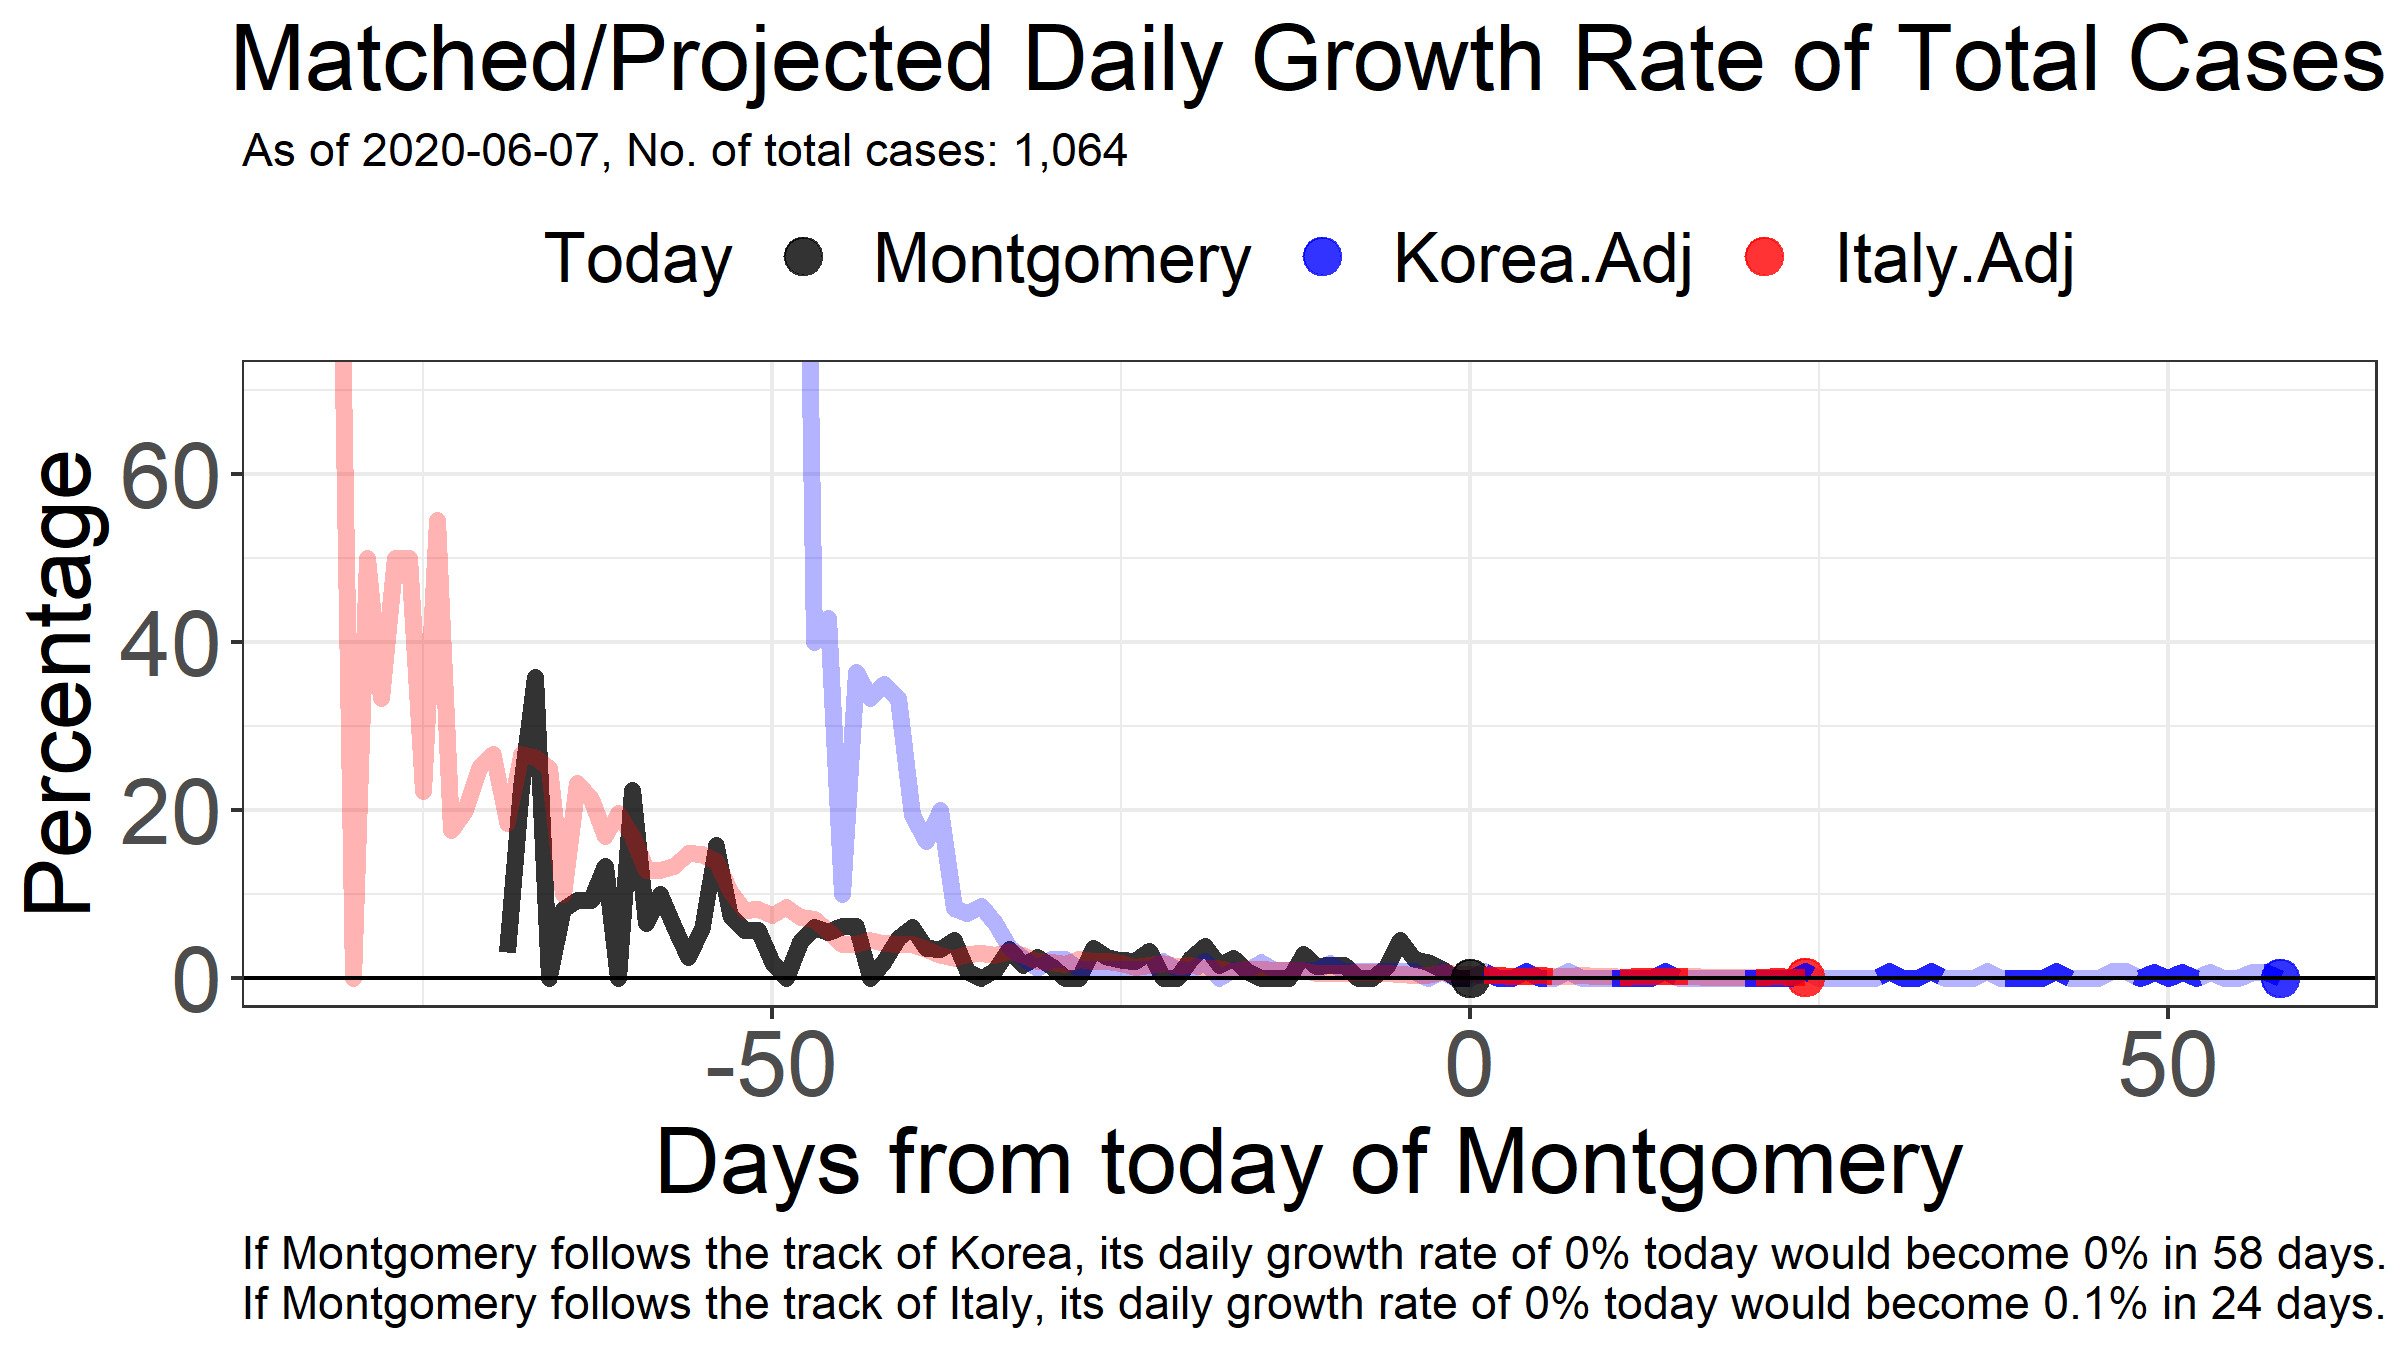 Matched/Projected Daily Growth Rate of Total Cases
As of 2020-06-07, No. of total cases: 1,064
Today Montgomery Korea.Adj Italy.Adj
Percentage
60
40
20
0
-50 0 50
Days from today of Montgomery
If Montgomery follows the track of Korea, its daily growth rate of 0% today would become 0% in 58 days.
If Montgomery follows the track of Italy, its daily growth rate of 0% today would become 0.1% in 24 days.